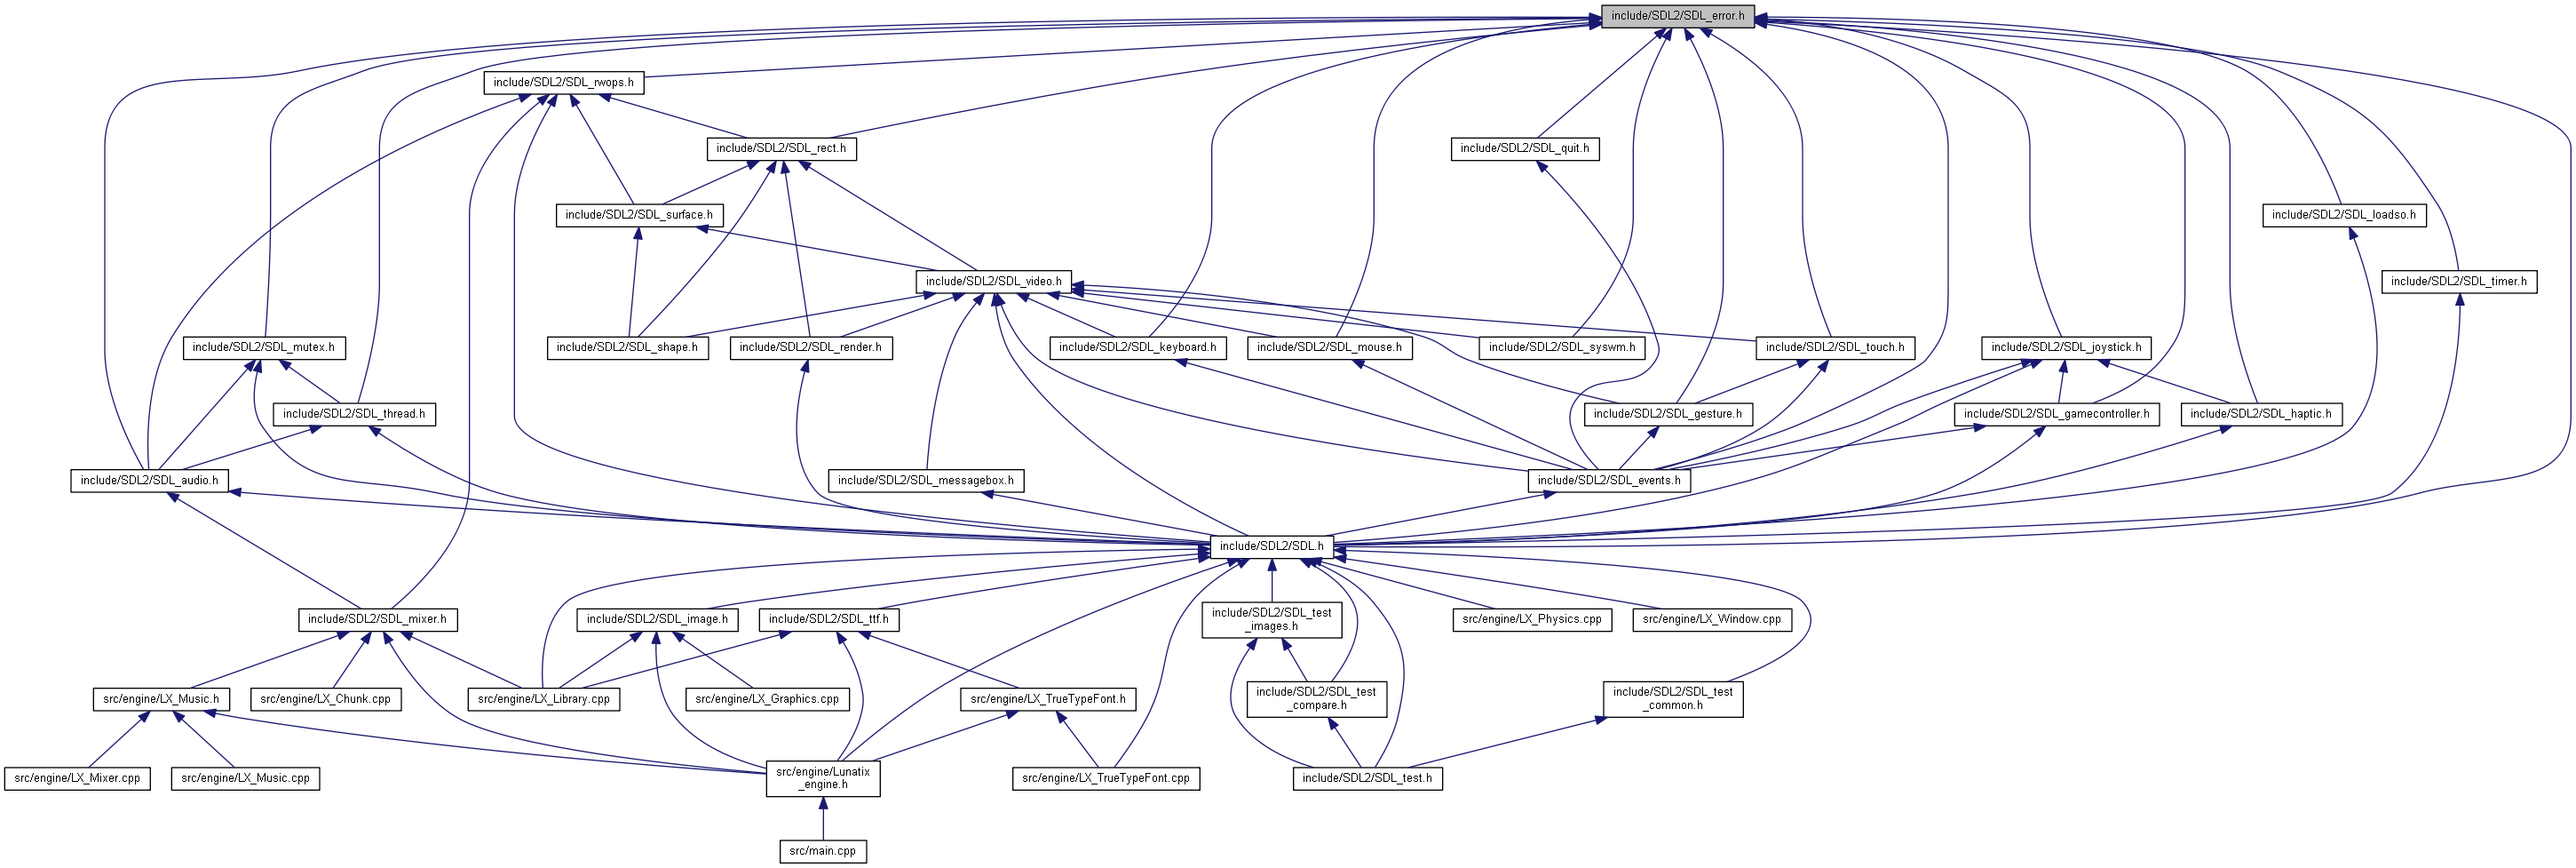 include/SDL2/SDL_error.h
include/SDL2/SDL_rwops.h
include/SDL2/SDL_rect.h
include/SDL2/SDL_quit.h
include/SDL2/SDL_surface.h
include/SDL2/SDL_loadso.h
include/SDL2/SDL_video.h
include/SDL2/SDL_timer.h
include/SDL2/SDL_mutex.h
include/SDL2/SDL_shape.h
include/SDL2/SDL_render.h
include/SDL2/SDL_keyboard.h
include/SDL2/SDL_mouse.h
include/SDL2/SDL_syswm.h
include/SDL2/SDL_touch.h
include/SDL2/SDL_joystick.h
include/SDL2/SDL_thread.h
include/SDL2/SDL_gesture.h
include/SDL2/SDL_gamecontroller.h
include/SDL2/SDL_haptic.h
include/SDL2/SDL_audio.h
include/SDL2/SDL_messagebox.h
include/SDL2/SDL_events.h
include/SDL2/SDL.h
include/SDL2/SDL_mixer.h
include/SDL2/SDL_image.h
include/SDL2/SDL_ttf.h
include/SDL2/SDL_test
_images.h
src/engine/LX_Physics.cpp
src/engine/LX_Window.cpp
src/engine/LX_Music.h
src/engine/LX_Chunk.cpp
src/engine/LX_Library.cpp
src/engine/LX_Graphics.cpp
src/engine/LX_TrueTypeFont.h
include/SDL2/SDL_test
_compare.h
include/SDL2/SDL_test
_common.h
src/engine/LX_Mixer.cpp
src/engine/LX_Music.cpp
src/engine/Lunatix
_engine.h
src/engine/LX_TrueTypeFont.cpp
include/SDL2/SDL_test.h
src/main.cpp